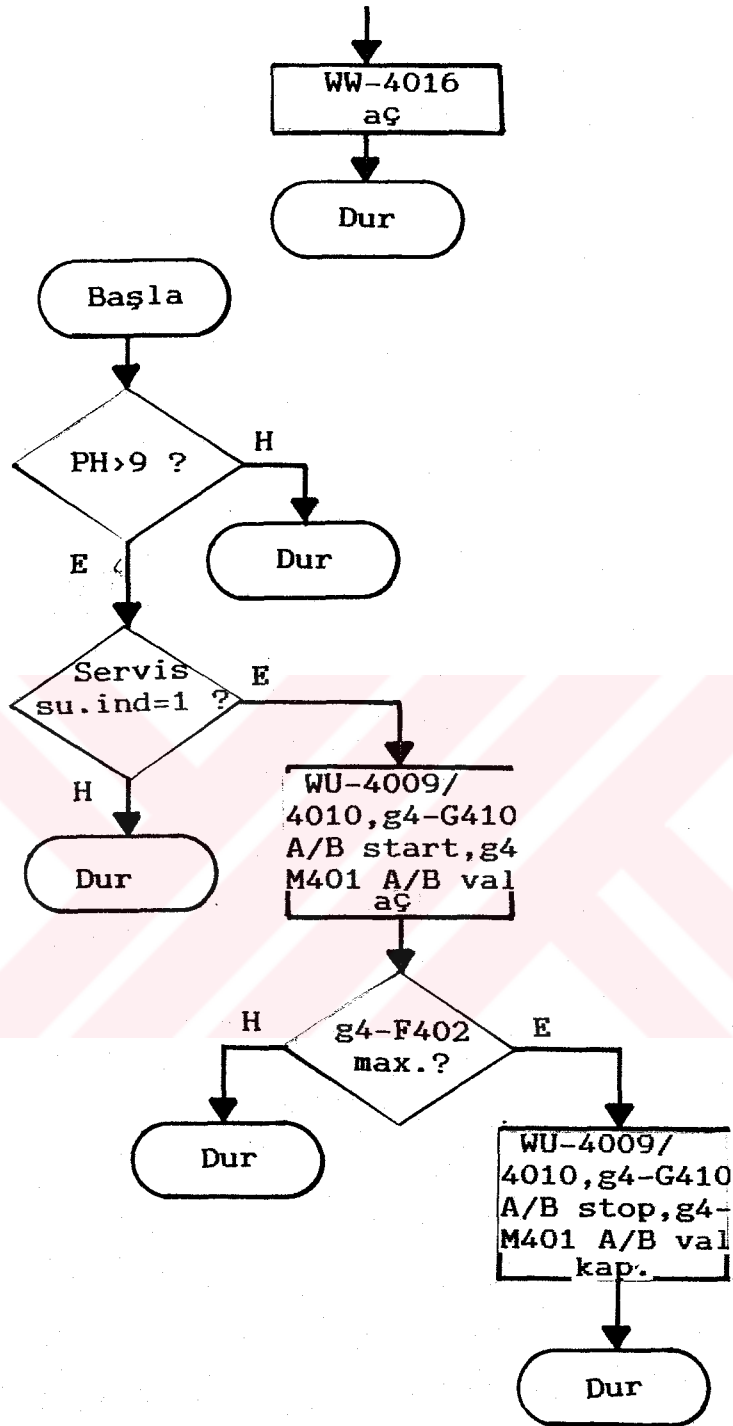 WW-4016
aç
Dur
Başla
PH>9 ?
H
E
Dur
Servis
su.ind=1 ?
E
H
Dur
WU-4009/
4010,g4-G410
A/B start,g4
M401 A/B val
aç
g4-F402
max.?
H
E
Dur
WU-4009/
4010,g4-G410
A/B stop,g4-
M401 A/B val
kap.
Dur